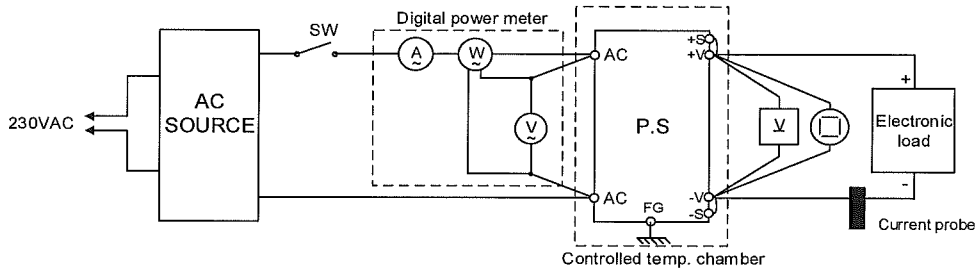 Digital power meter
SW
A
~
W
~
V
~
AC
AC
SOURCE
230VAC
P.S
AC
FG
+S
+V
-V
-S
V
+
Electronic
load
-
Current probe
Controlled temp. chamber